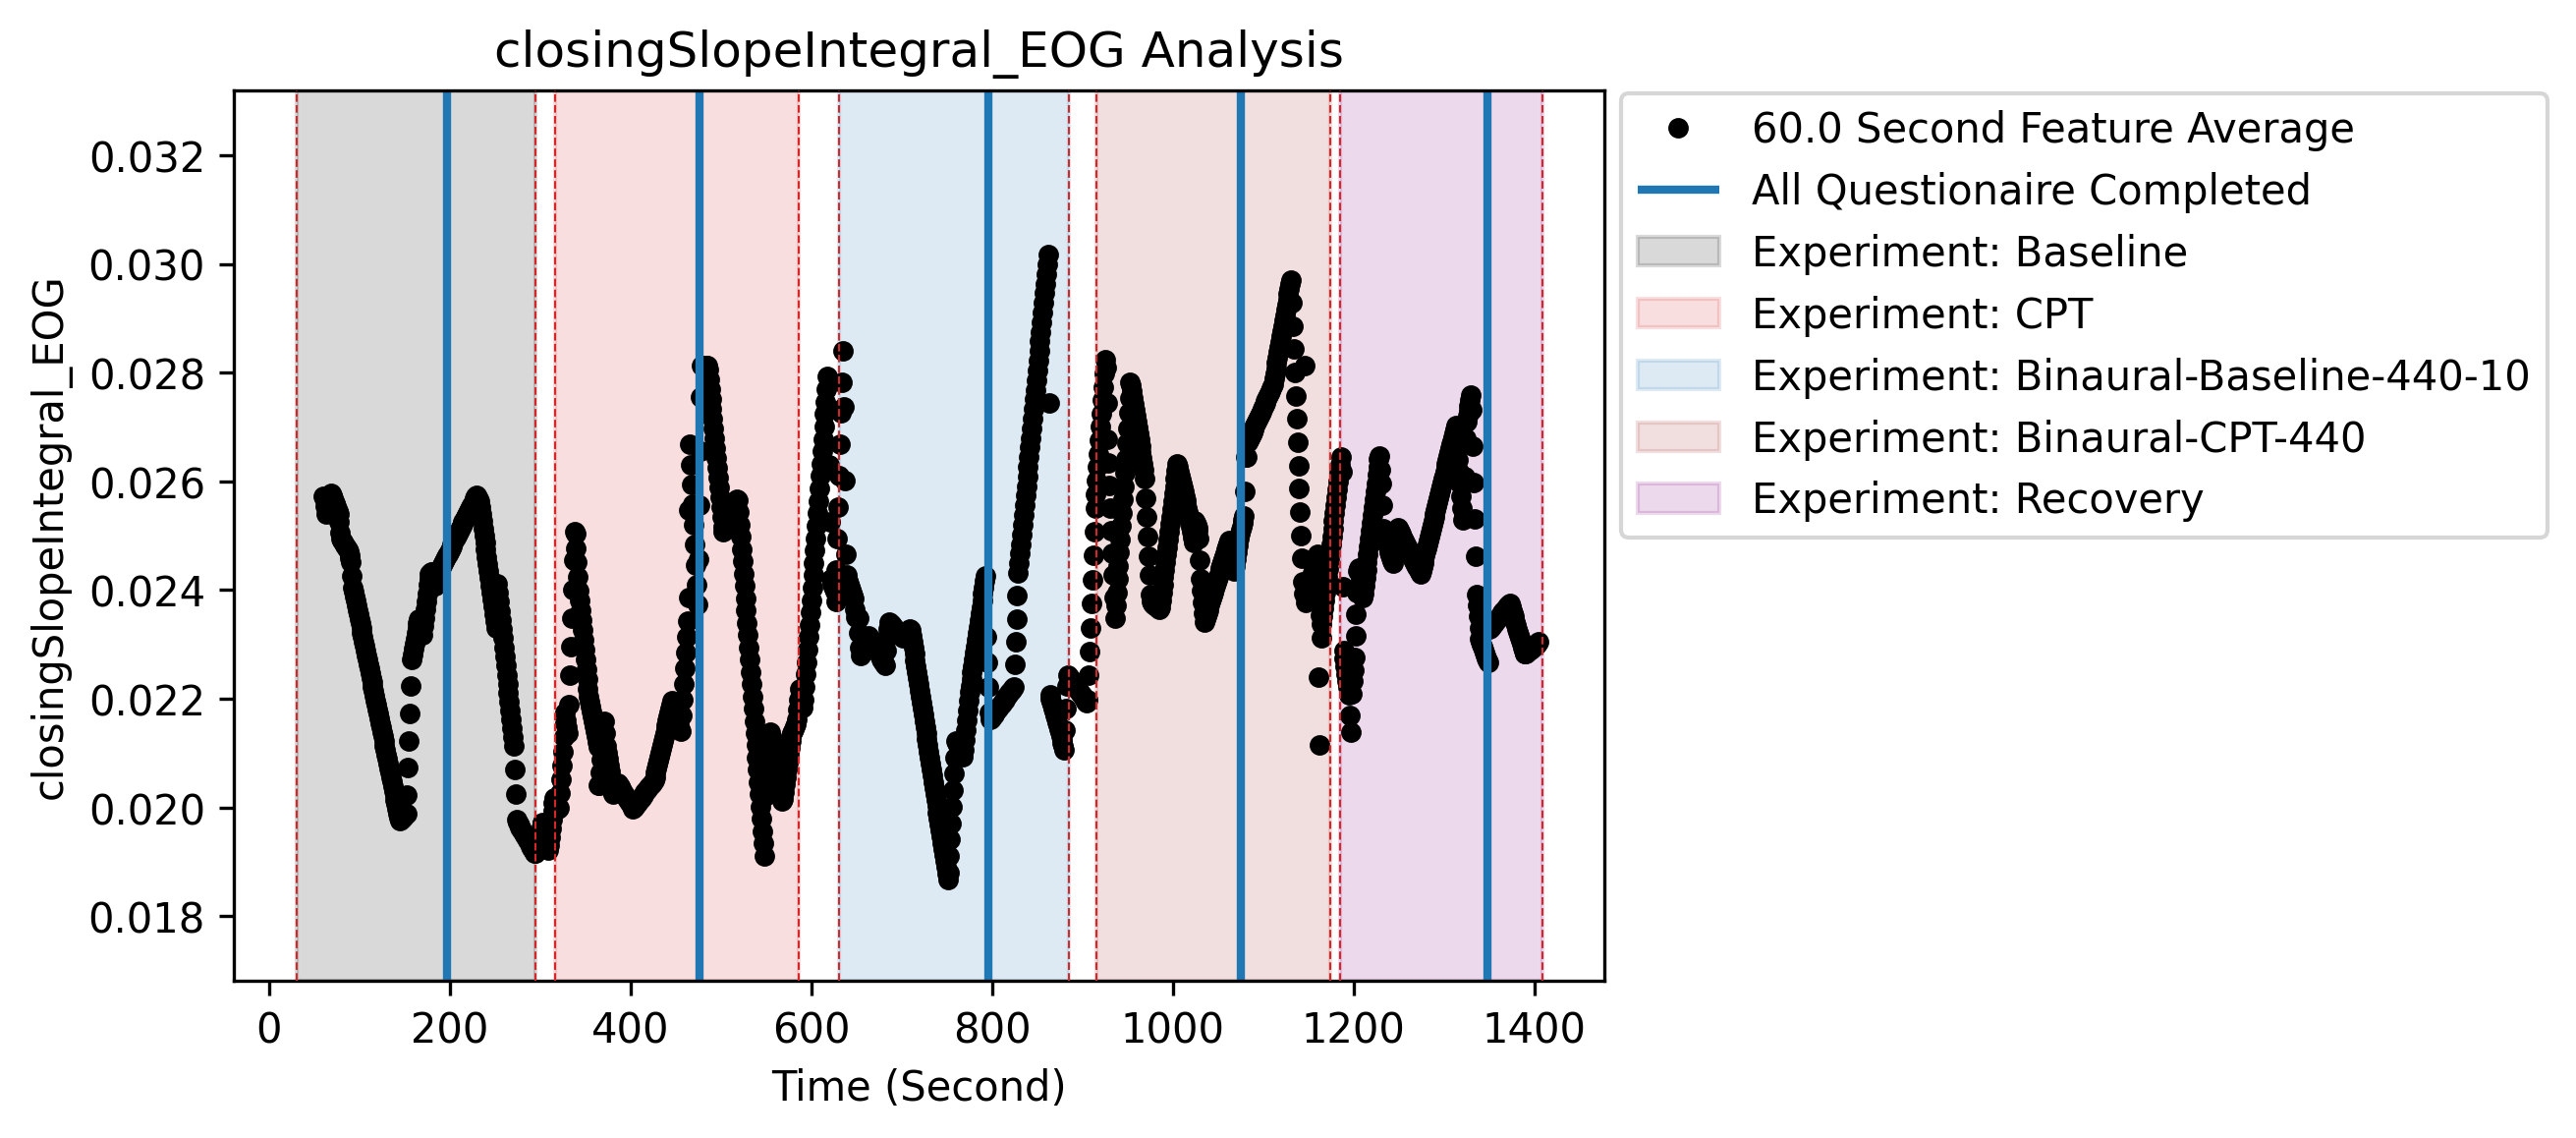 closingSlopeIntegral_EOG Analysis
closingSlopeIntegral_EOG
0.032
0.030
0.028
0.026
0.024
0.022
0.020
0.018
0 200 400 600 800 1000 1200 1400
Time (Second)
60.0 Second Feature Average
All Questionaire Completed
Experiment: Baseline
Experiment: CPT
Experiment: Binaural-Baseline-440-10
Experiment: Binaural-CPT-440
Experiment: Recovery